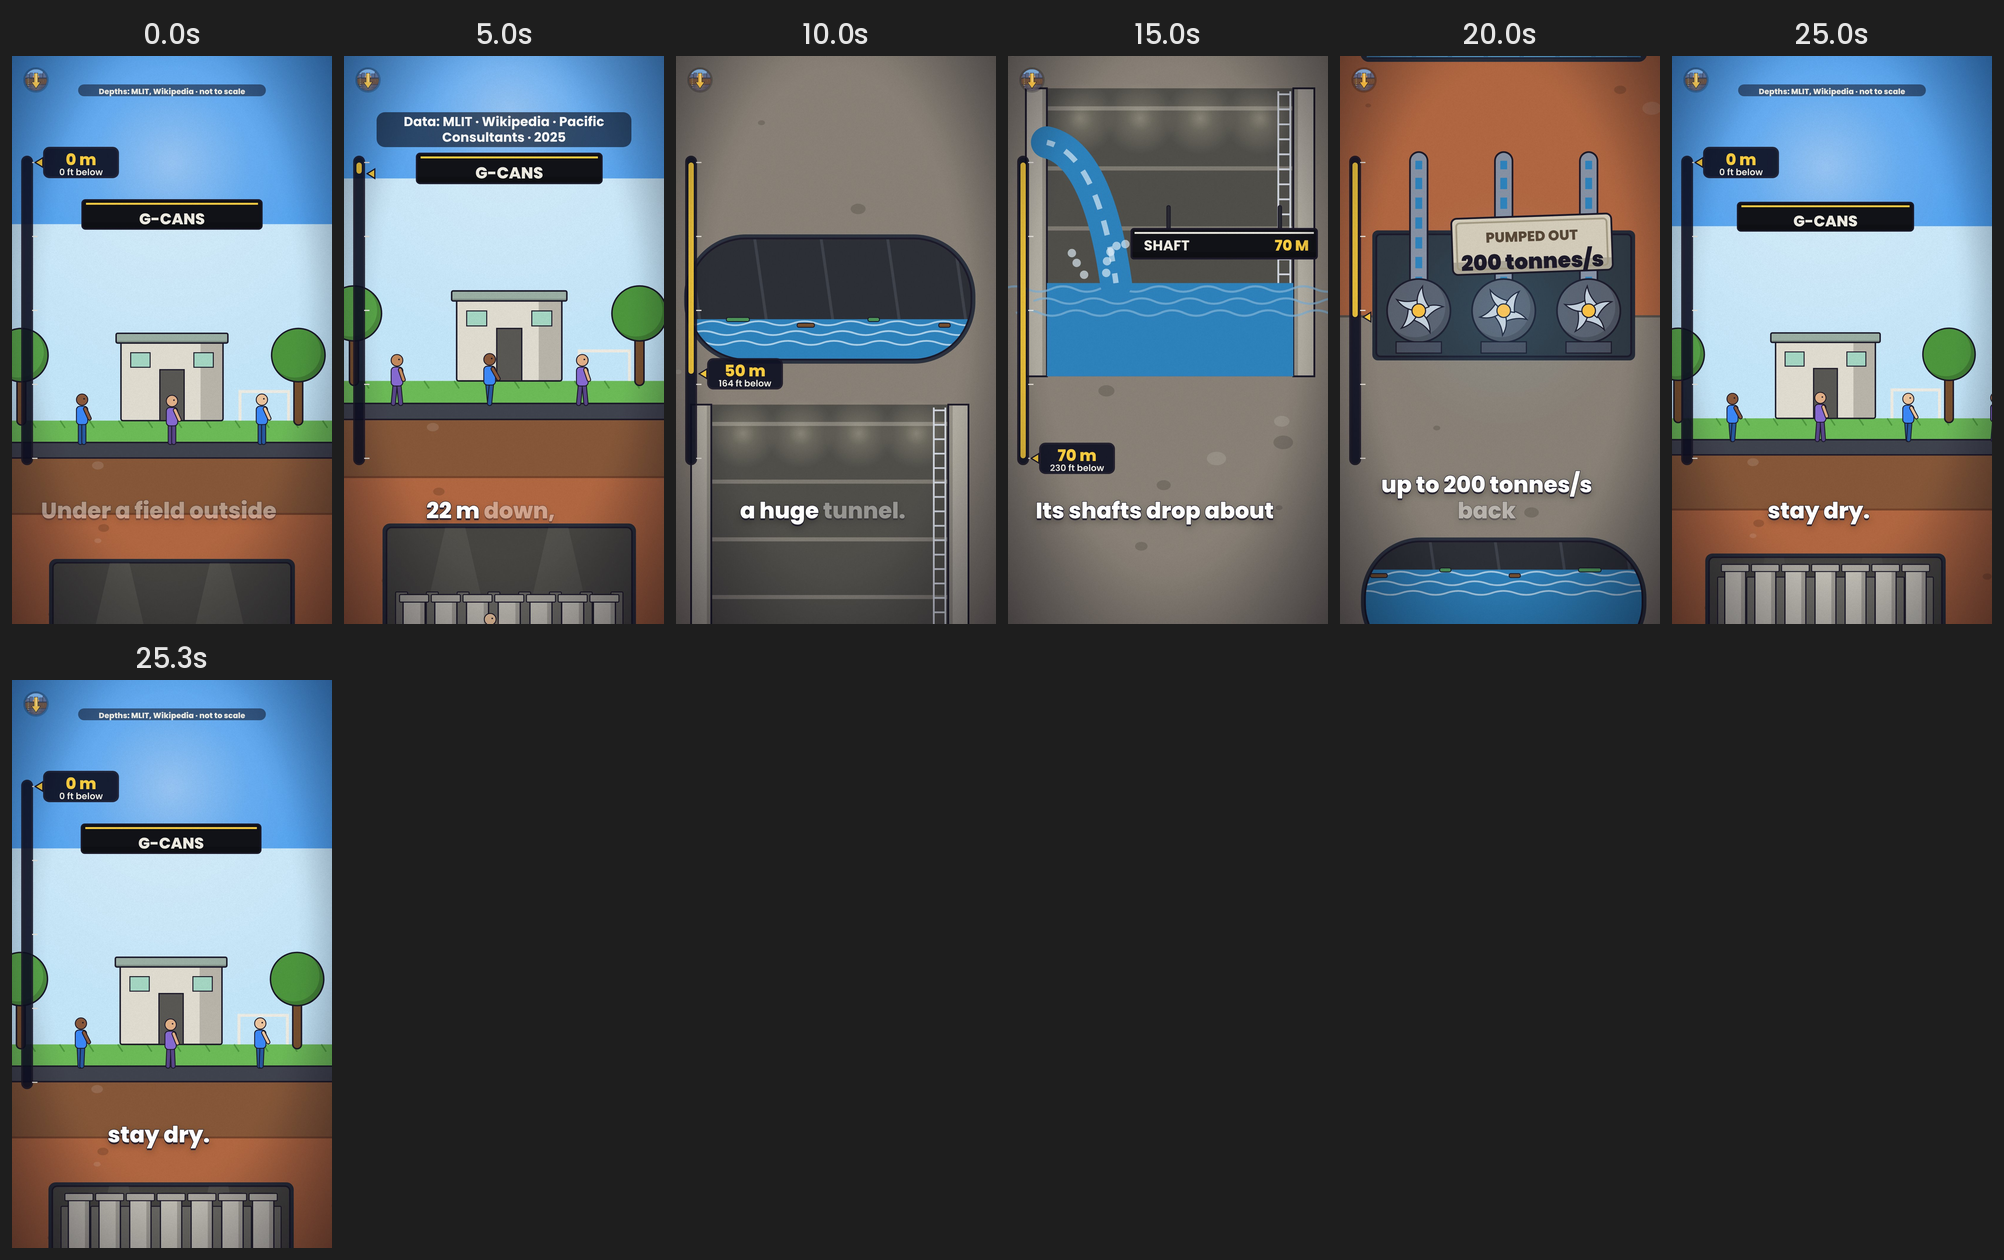 0.0s
Depths: MLIT, Wikipedia · not to scale
0 m
0 ft below
G-CANS
Under a field outside
5.0s
Data: MLIT · Wikipedia · Pacific
Consultants · 2025
G-CANS
22 m down,
10.0s
50 m
164 ft below
a huge tunnel.
15.0s
SHAFT 70 M
70 m
230 ft below
Its shafts drop about
20.0s
PUMPED OUT
200 tonnes/s
up to 200 tonnes/s
back
25.0s
Depths: MLIT, Wikipedia · not to scale
0 m
0 ft below
G-CANS
stay dry.
25.3s
Depths: MLIT, Wikipedia · not to scale
0 m
0 ft below
G-CANS
stay dry.